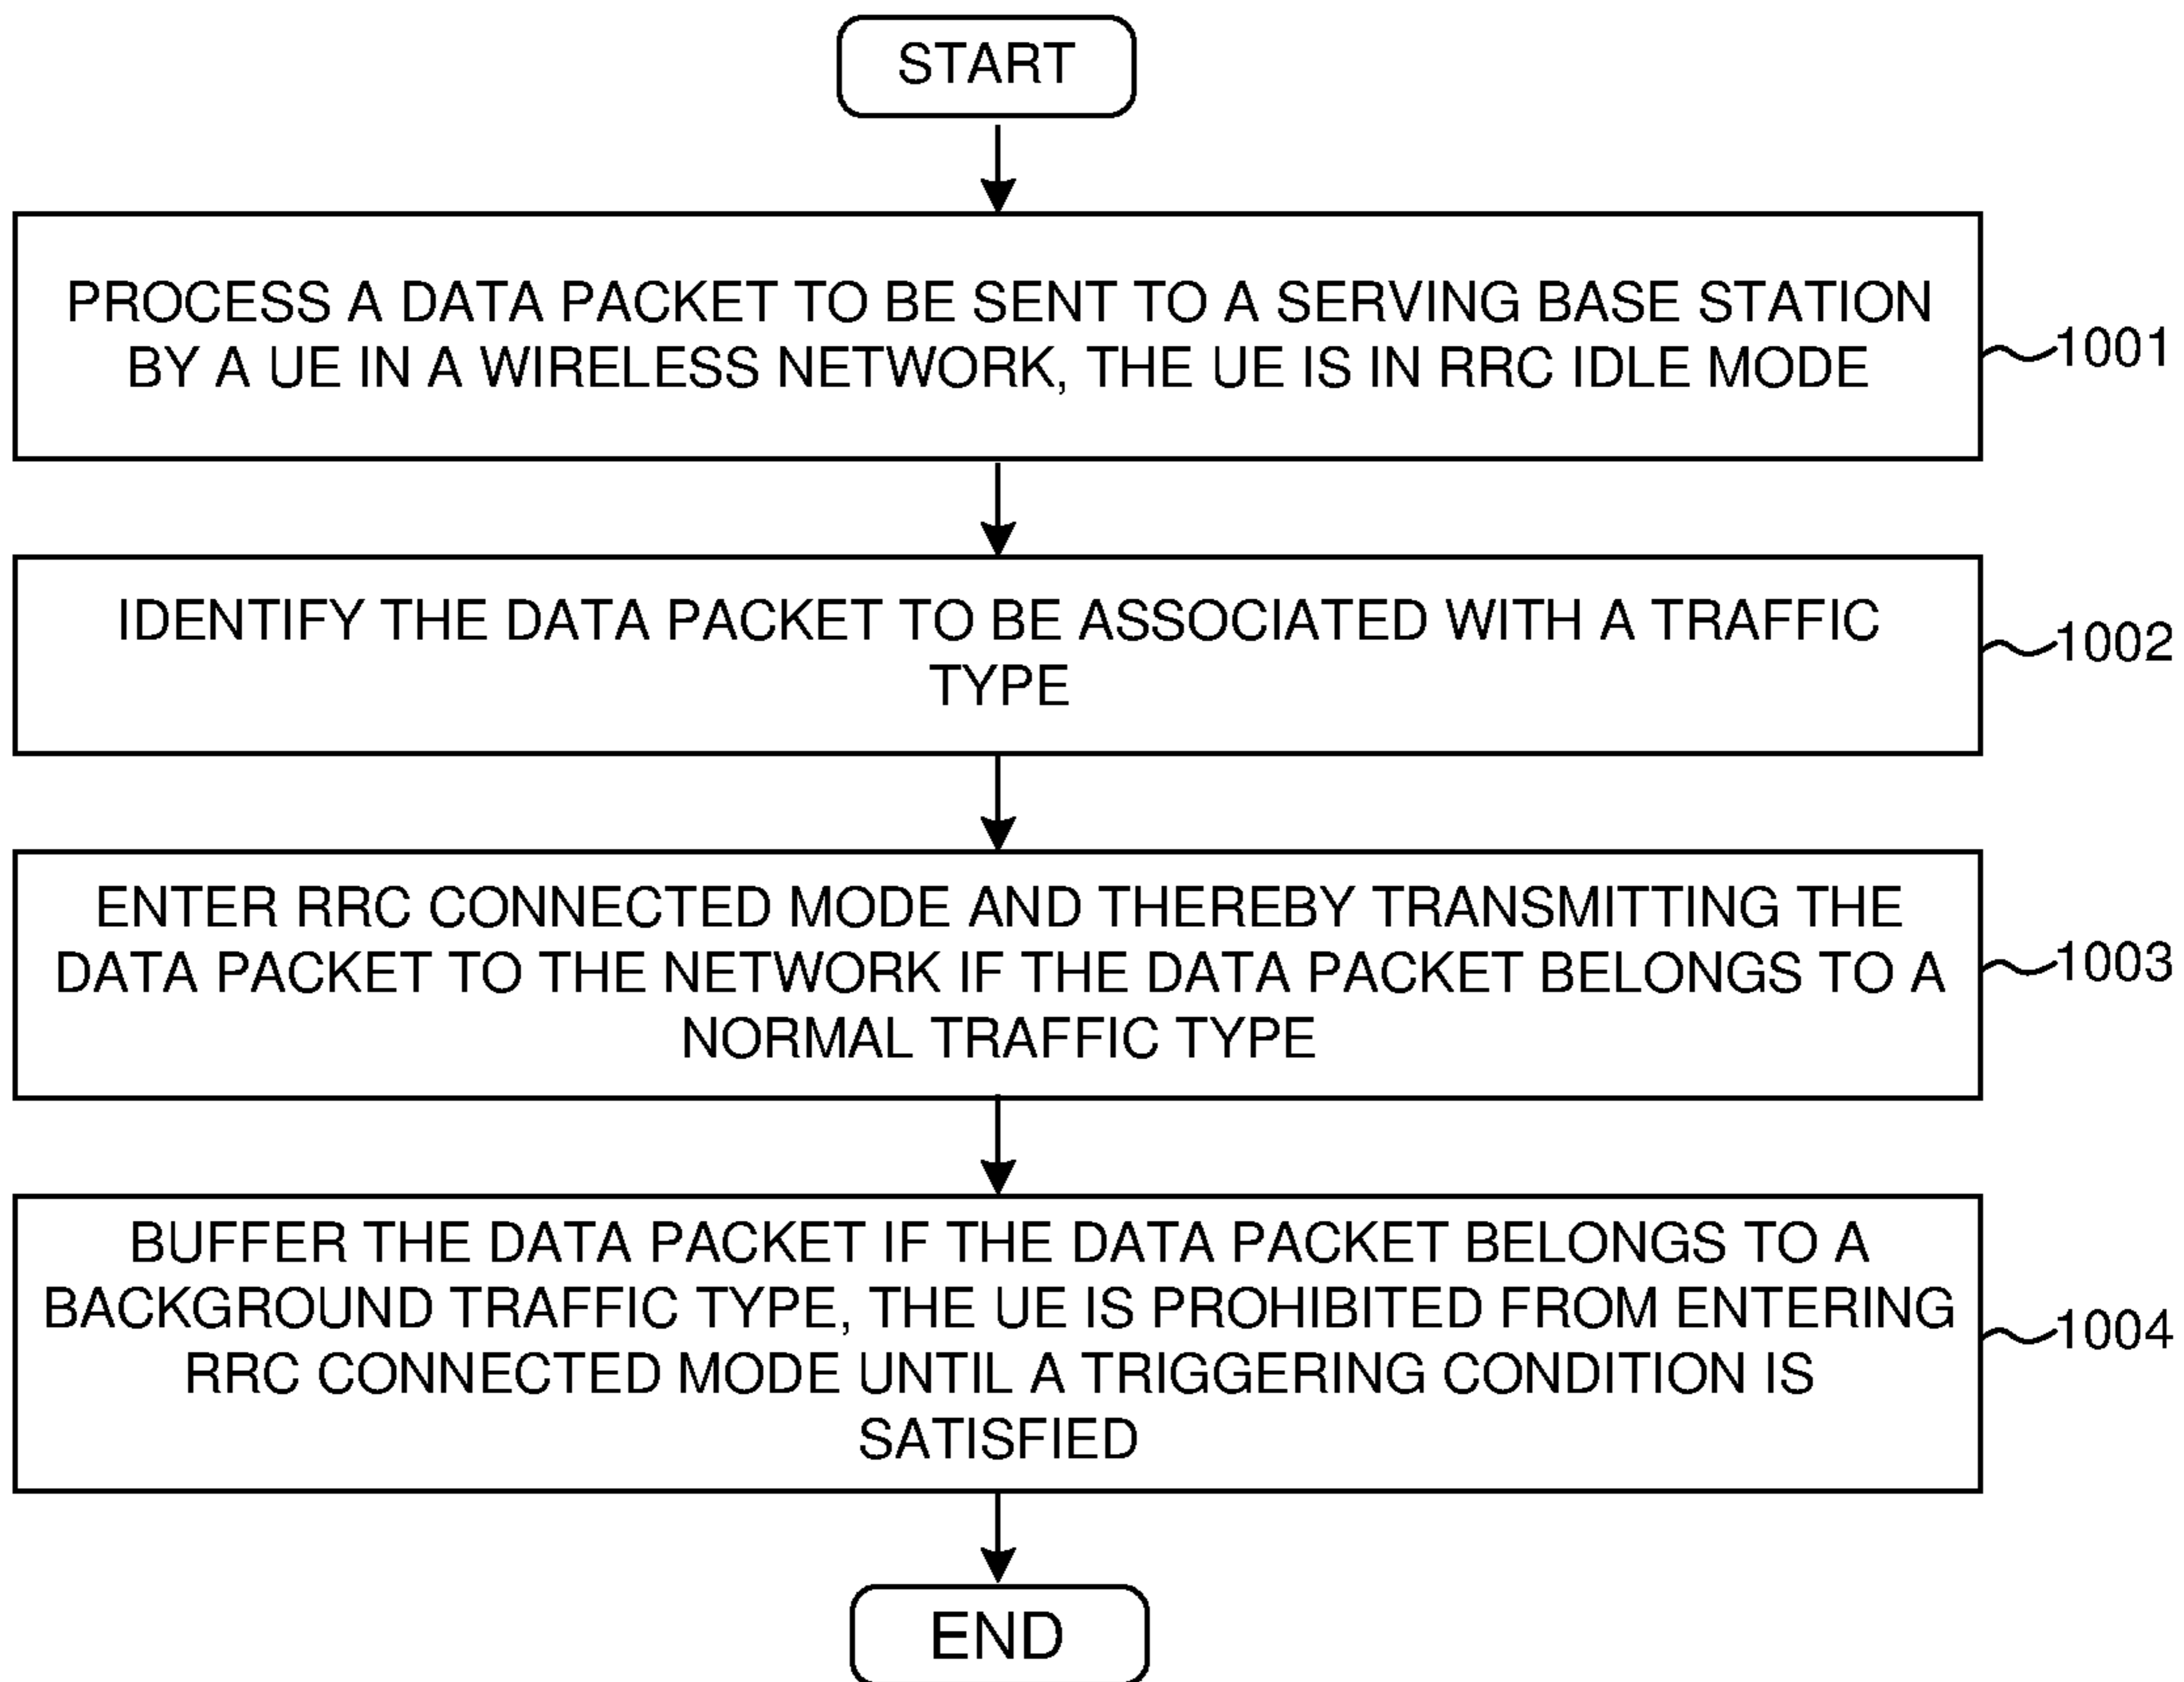 START
PROCESS A DATA PACKET TO BE SENT TO A SERVING BASE STATION
BY A UE IN A WIRELESS NETWORK, THE UE IS IN RRC IDLE MODE
1001
IDENTIFY THE DATA PACKET TO BE ASSOCIATED WITH A TRAFFIC
TYPE
1002
ENTER RRC CONNECTED MODE AND THEREBY TRANSMITTING THE
DATA PACKET TO THE NETWORK IF THE DATA PACKET BELONGS TO A
NORMAL TRAFFIC TYPE
1003
BUFFER THE DATA PACKET IF THE DATA PACKET BELONGS TO A
BACKGROUND TRAFFIC TYPE, THE UE IS PROHIBITED FROM ENTERING
RRC CONNECTED MODE UNTIL A TRIGGERING CONDITION IS
SATISFIED
1004
END